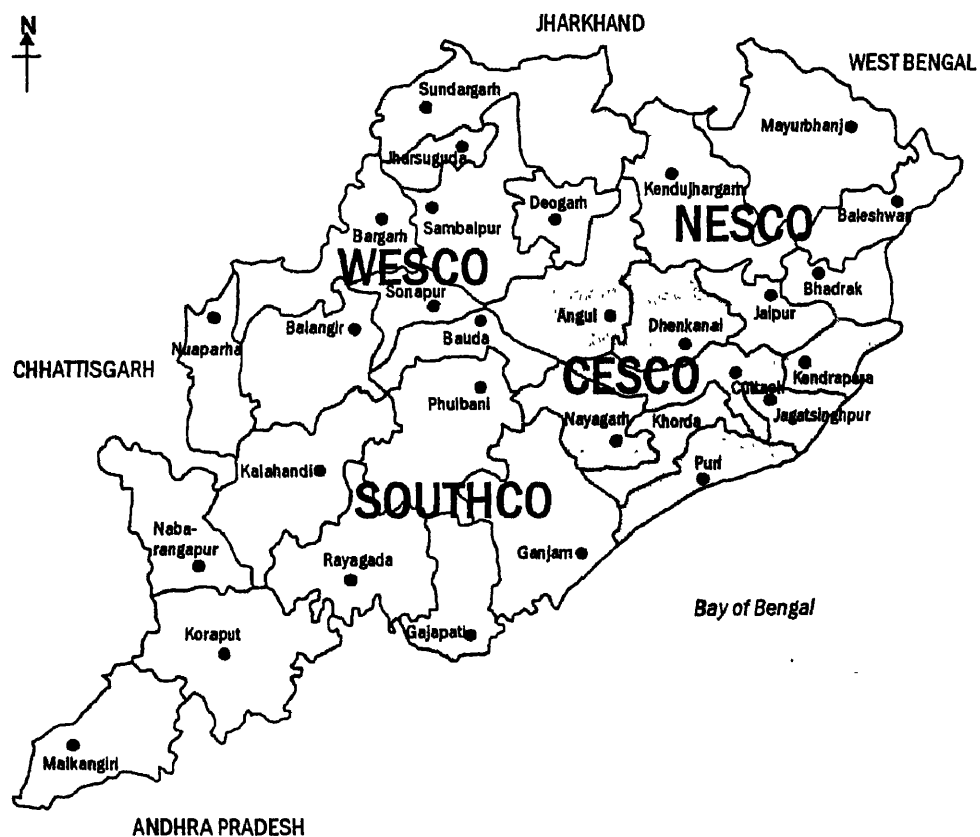 N
JHARKHAND
WEST BENGAL
Sundargarh
Mayurbhanj
Jharsuguda
Kendujhargarh
Deogarh
Baleshwar
Sambalpur
NESCO
Bargarh
WESCO
Bhadrak
Sonapur
Jaipur
Angul
Balangir
Dhenkanal
Bauda
Nuaparha
CHHATTISGARH
CESCO
Kendrapara
Cuttack
Phulbani
Jagatsinghpur
Nayagarh
Khorda
Puri
Kalahandi
SOUTHCO
Naba-
rangapur
Ganjam
Rayagada
Bay of Bengal
Koraput
Gajapati
Malkangiri
ANDHRA PRADESH